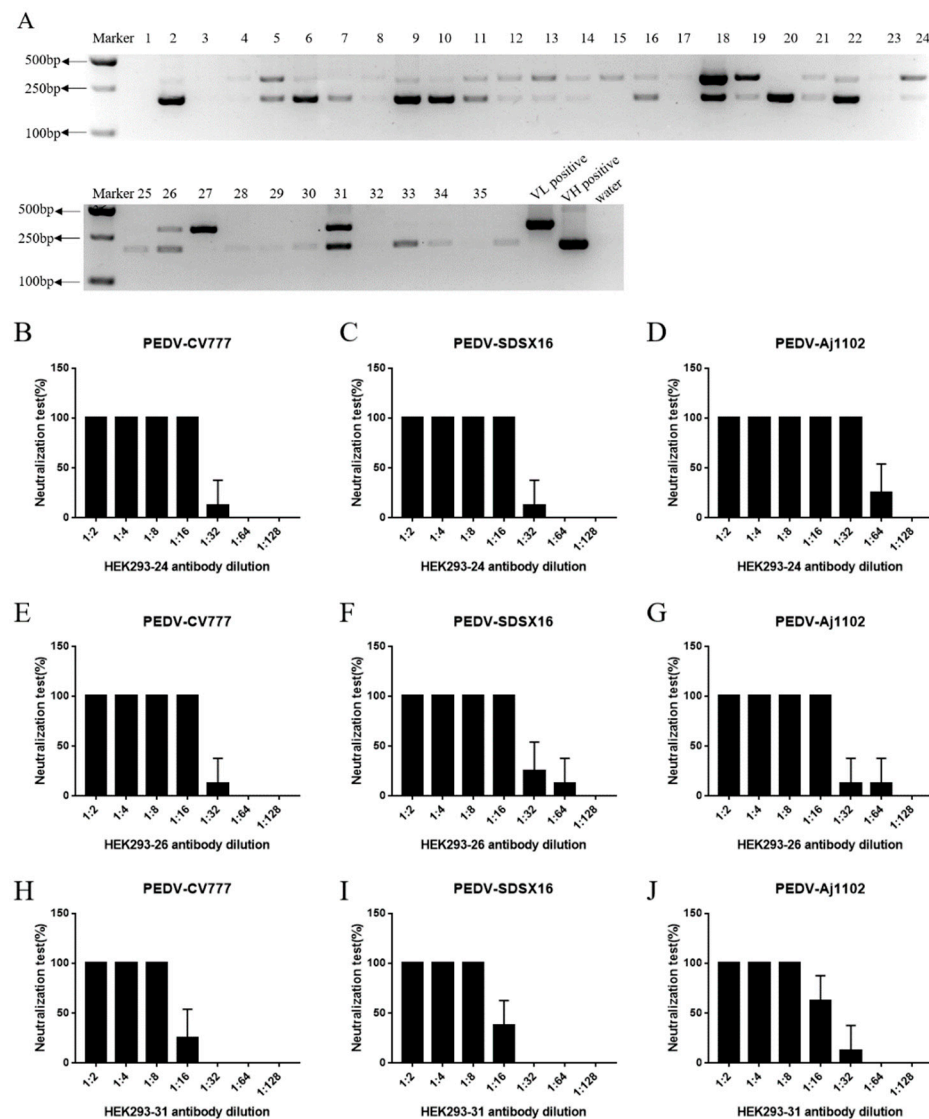 A
Marker 1 2 3 4 5 6 7 8 9 10 11 12 13 14 15 16 17 18 19 20 21 22 23 24
500bp
250bp
100bp
Marker 25 26 27 28 29 30 31 32 33 34 35 VL positive VH positive water
500bp
250bp
100bp
B
PEDV-CV777
Neutralization test(%)
150
100
50
0
1:2 1:4 1:8 1:16 1:32 1:64 1:128
HEK293-24 antibody dilution
C
PEDV-SDSX16
Neutralization test(%)
150
100
50
0
1:2 1:4 1:8 1:16 1:32 1:64 1:128
HEK293-24 antibody dilution
D
PEDV-Aj1102
Neutralization test(%)
150
100
50
0
1:2 1:4 1:8 1:16 1:32 1:64 1:128
HEK293-24 antibody dilution
E
PEDV-CV777
Neutralization test(%)
150
100
50
0
1:2 1:4 1:8 1:16 1:32 1:64 1:128
HEK293-26 antibody dilution
F
PEDV-SDSX16
Neutralization test(%)
150
100
50
0
1:2 1:4 1:8 1:16 1:32 1:64 1:128
HEK293-26 antibody dilution
G
PEDV-Aj1102
Neutralization test(%)
150
100
50
0
1:2 1:4 1:8 1:16 1:32 1:64 1:128
HEK293-26 antibody dilution
H
PEDV-CV777
Neutralization test(%)
150
100
50
0
1:2 1:4 1:8 1:16 1:32 1:64 1:128
HEK293-31 antibody dilution
I
PEDV-SDSX16
Neutralization test(%)
150
100
50
0
1:2 1:4 1:8 1:16 1:32 1:64 1:128
HEK293-31 antibody dilution
J
PEDV-Aj1102
Neutralization test(%)
150
100
50
0
1:2 1:4 1:8 1:16 1:32 1:64 1:128
HEK293-31 antibody dilution